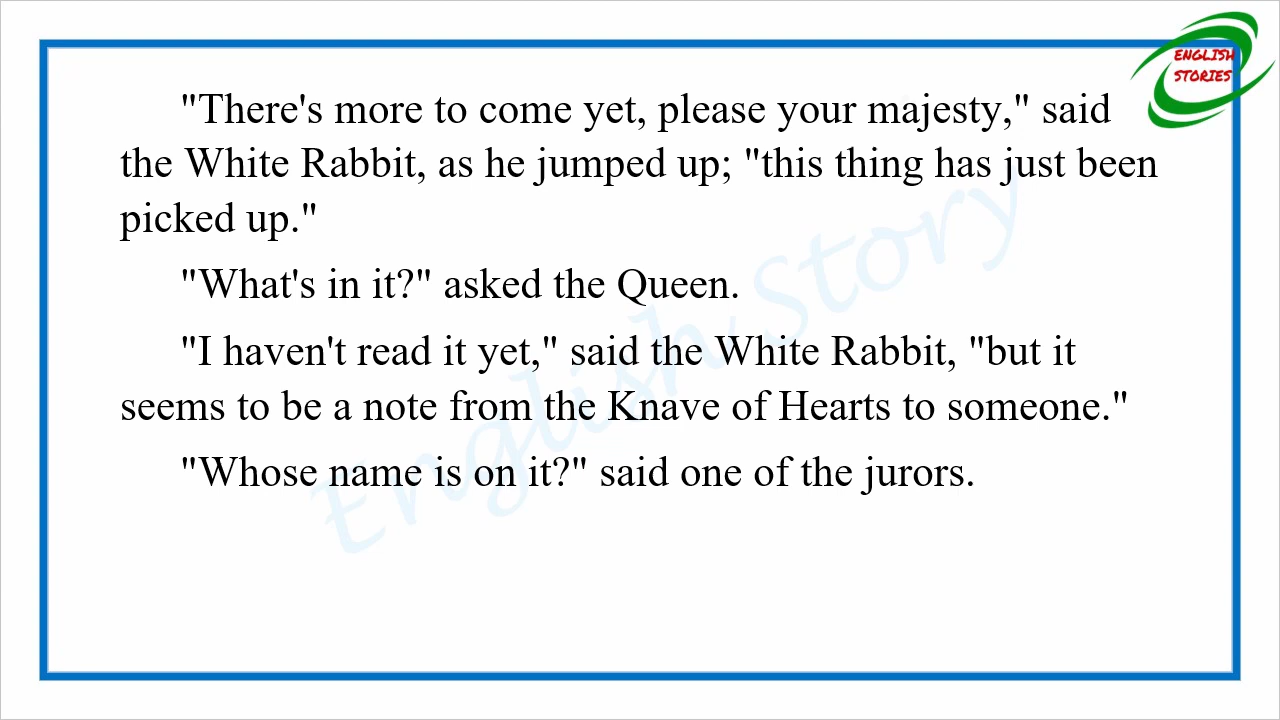 ENGLISH
STORIES
"There's more to come yet, please your majesty," said
the White Rabbit, as he jumped up; "this thing has just been
picked up."
"What's in it?" asked the Queen.
"I haven't read it yet," said the White Rabbit, "but it
seems to be a note from the Knave of Hearts to someone."
"Whose name is on it?" said one of the jurors.
English Story